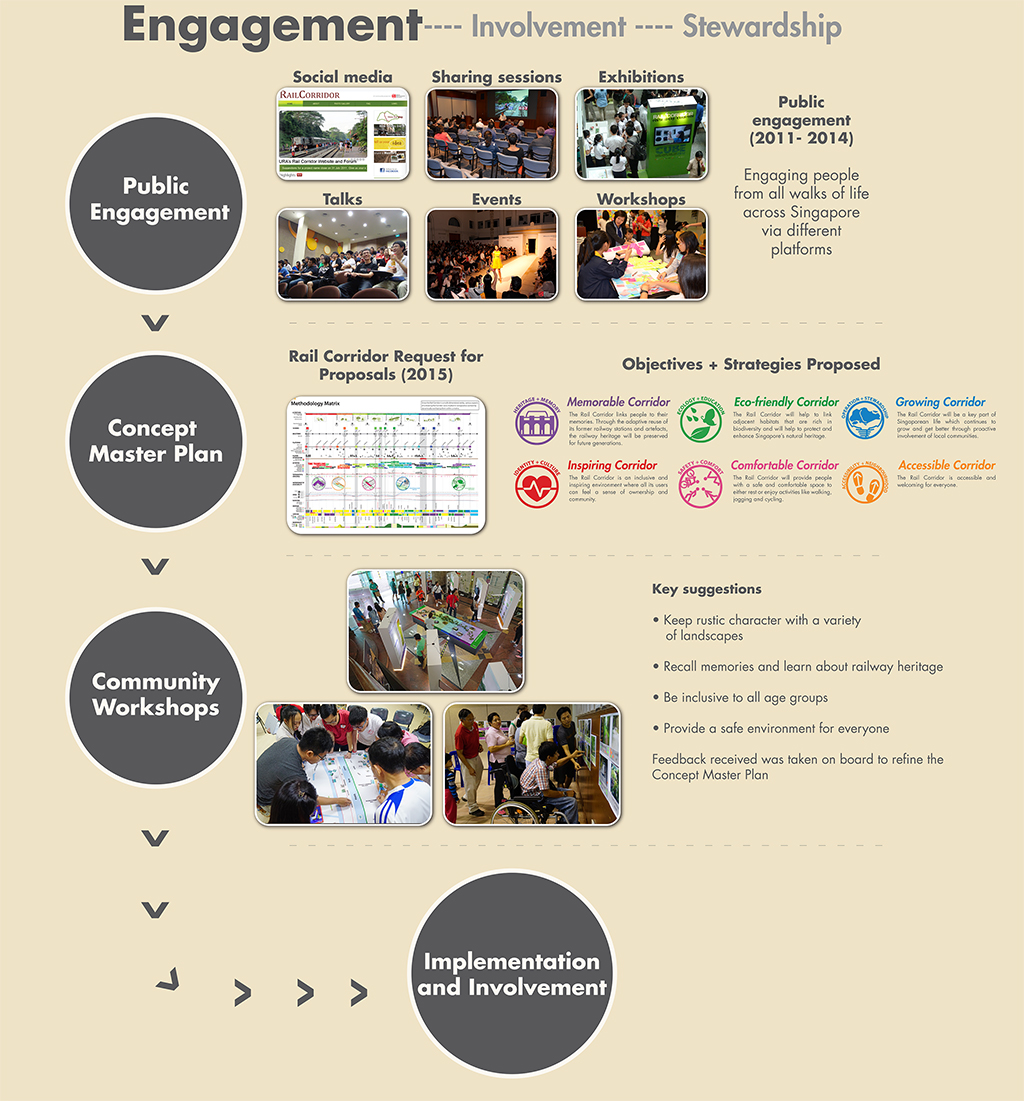 Engagement---- Involvement ---- Stewardship
Social media
Sharing sessions
Exhibitions
RAILCORRIDOR
URA's Rail Corridor Website and Forum
Public
Engagement
Talks
Events
Workshops
Public
engagement
(2011- 2014)
Engaging people
from all walks of life
across Singapore
via different
platforms
Concept
Master Plan
Rail Corridor Request for
Proposals (2015)
Methodology Matrix
Objectives + Strategies Proposed
HERITAGE + MEMORY
Memorable Corridor
The Rail Corridor links people to their
memories. Through the adaptive reuse of
its former railway stations and artefacts,
the railway heritage will be preserved
for future generations.
ECOLOGY + EDUCATION
Eco-friendly Corridor
The Rail Corridor will help to link
adjacent habitats that are rich in
biodiversity and will help to protect and
enhance Singapore's natural heritage.
OPERATION + STEWARDSHIP
Growing Corridor
The Rail Corridor will be a key part of
Singaporean life which continues to
grow and get better through proactive
involvement of local communities.
IDENTITY + CULTURE
Inspiring Corridor
The Rail Corridor is an inclusive and
inspiring environment where all its users
can feel a sense of ownership and
community.
SAFETY + COMFORT
Comfortable Corridor
The Rail Corridor will provide people
with a safe and comfortable space to
either rest or enjoy activities like walking,
jogging and cycling.
Accessible Corridor
The Rail Corridor is accessible and
welcoming for everyone.
Community
Workshops
Key suggestions
• Keep rustic character with a variety
of landscapes
• Recall memories and learn about railway heritage
• Be inclusive to all age groups
• Provide a safe environment for everyone
Feedback received was taken on board to refine the
Concept Master Plan
Implementation
and Involvement